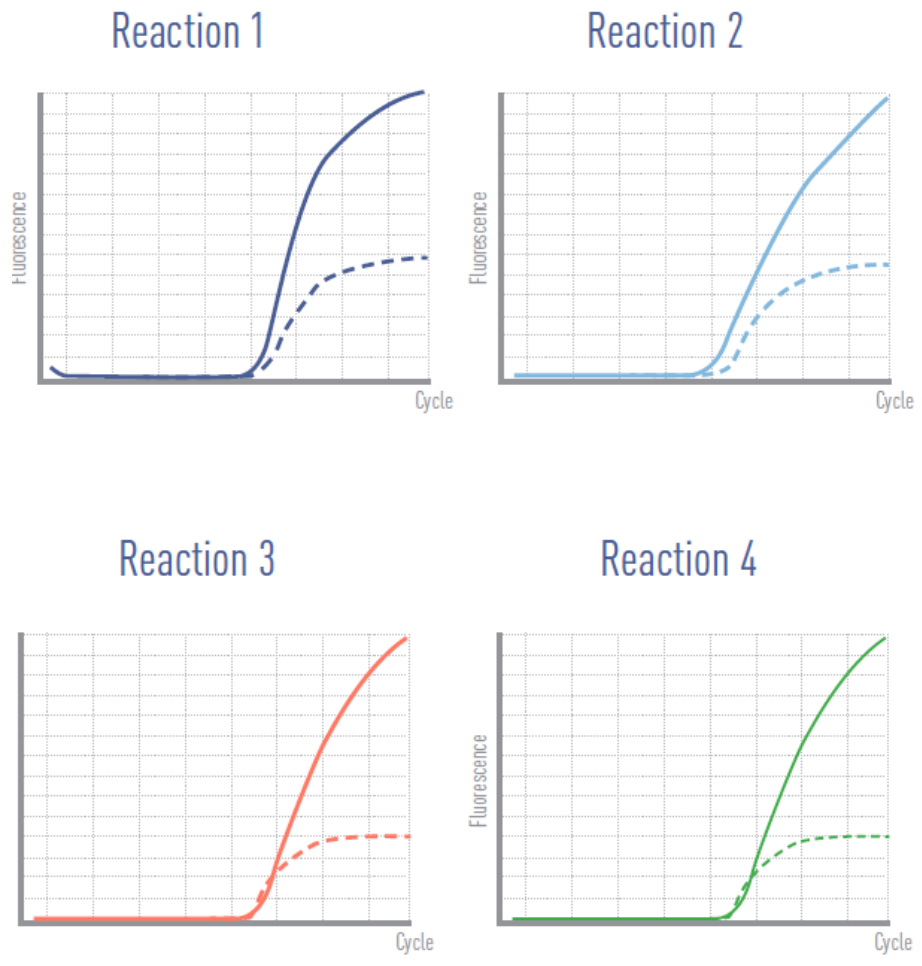 Reaction 1
Reaction 2
Fluorescence
Fluorescence
Cycle
Cycle
Reaction 3
Reaction 4
Fluorescence
Cycle
Cycle